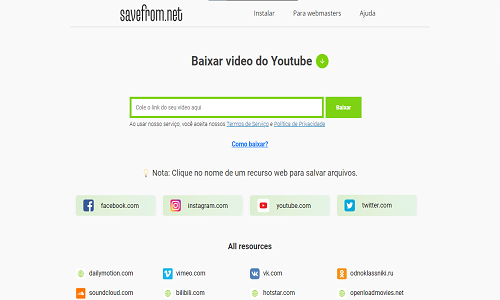 savefrom.net Instalar Para webmasters Ajuda
Baixar video do Youtube
Cole o link do seu vídeo aqui Baixar
Ao usar nosso serviço, você aceita nossos Termos de Serviço e Política de Privacidade
Como baixar?
Nota: Clique no nome de um recurso web para salvar arquivos.
facebook.com instagram.com youtube.com twitter.com
All resources
dailymotion.com vimeo.com vk.com odnoklassniki.ru
soundcloud.com bilibili.com hotstar.com openloadmovies.net